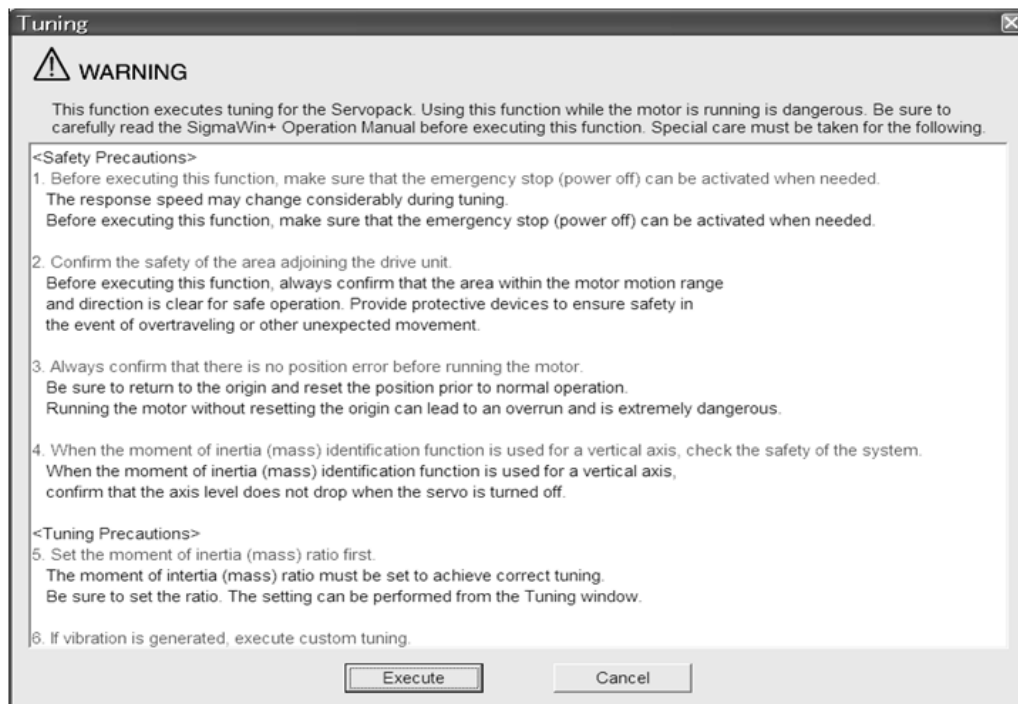 Tuning
WARNING
This function executes tuning for the Servopack. Using this function while the motor is running is dangerous. Be sure to
carefully read the SigmaWin+ Operation Manual before executing this function. Special care must be taken for the following.
<Safety Precautions>
1. Before executing this function, make sure that the emergency stop (power off) can be activated when needed.
The response speed may change considerably during tuning.
Before executing this function, make sure that the emergency stop (power off) can be activated when needed.
2. Confirm the safety of the area adjoining the drive unit.
Before executing this function, always confirm that the area within the motor motion range
and direction is clear for safe operation. Provide protective devices to ensure safety in
the event of overtraveling or other unexpected movement.
3. Always confirm that there is no position error before running the motor.
Be sure to return to the origin and reset the position prior to normal operation.
Running the motor without resetting the origin can lead to an overrun and is extremely dangerous.
4. When the moment of inertia (mass) identification function is used for a vertical axis, check the safety of the system.
When the moment of inertia (mass) identification function is used for a vertical axis,
confirm that the axis level does not drop when the servo is turned off.
<Tuning Precautions>
5. Set the moment of inertia (mass) ratio first.
The moment of intertia (mass) ratio must be set to achieve correct tuning.
Be sure to set the ratio. The setting can be performed from the Tuning window.
6. If vibration is generated, execute custom tuning.
Execute
Cancel